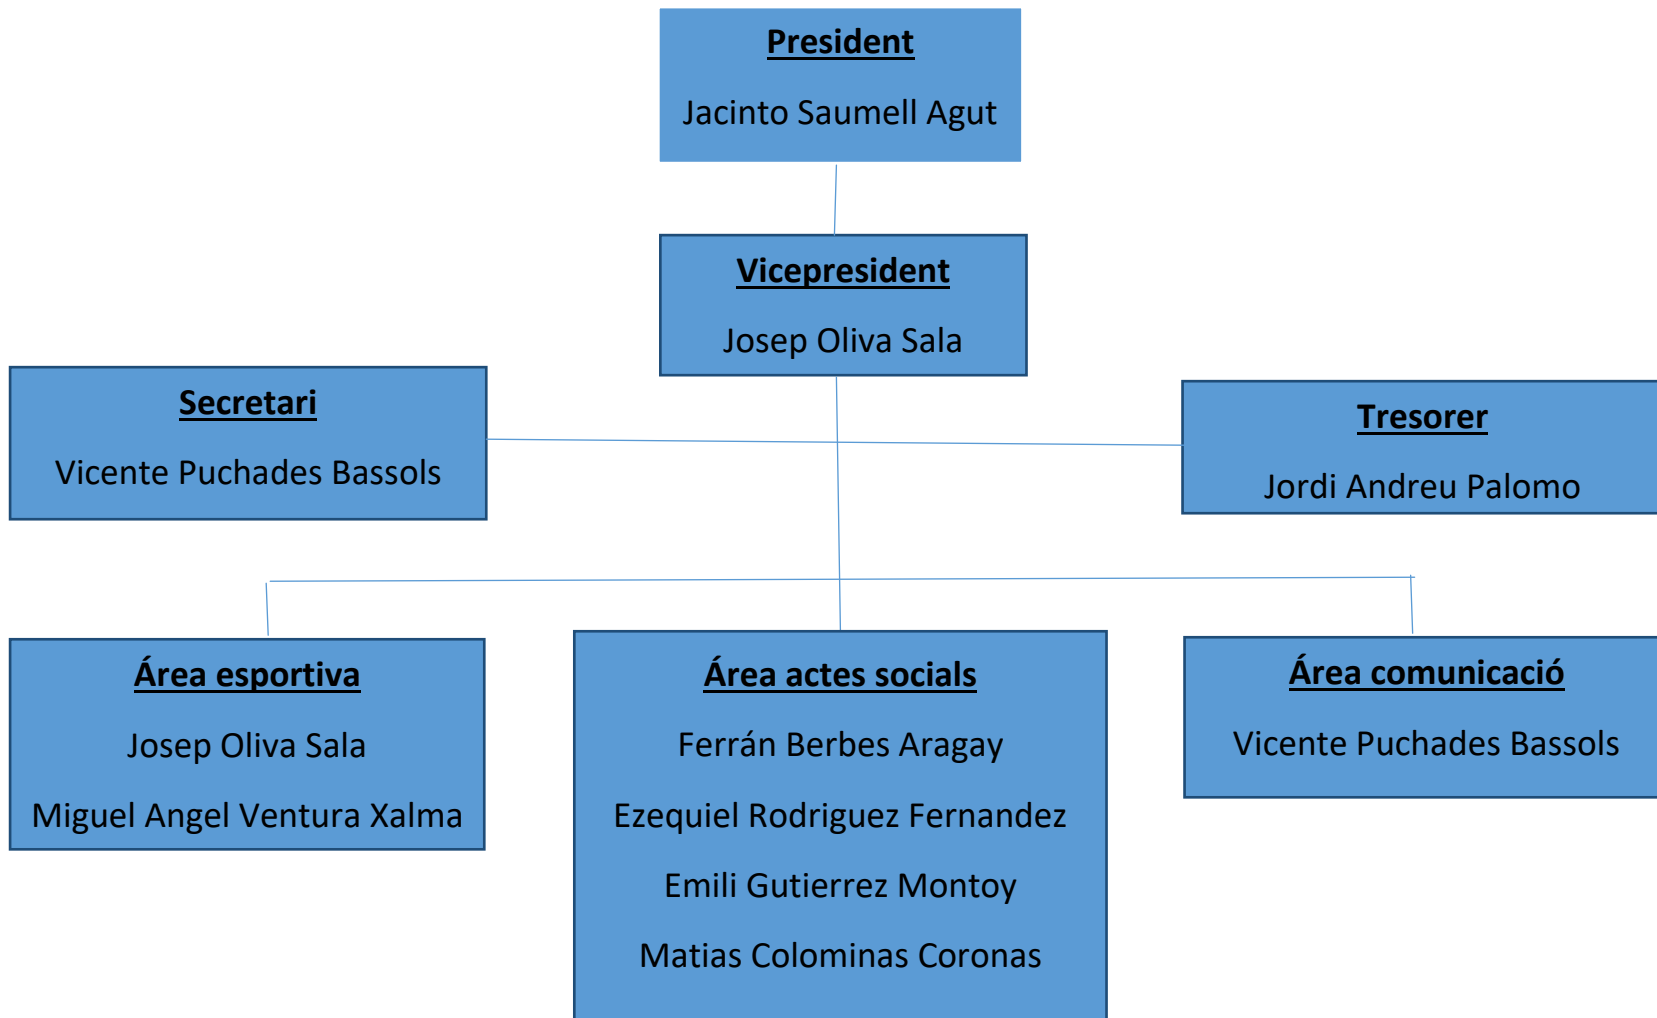 President
Jacinto Saumell Agut
Vicepresident
Josep Oliva Sala
Secretari
Vicente Puchades Bassols
Tresorer
Jordi Andreu Palomo
Área esportiva
Josep Oliva Sala
Miguel Angel Ventura Xalma
Área actes socials
Ferrán Berbes Aragay
Ezequiel Rodriguez Fernandez
Emili Gutierrez Montoy
Matias Colominas Coronas
Área comunicació
Vicente Puchades Bassols